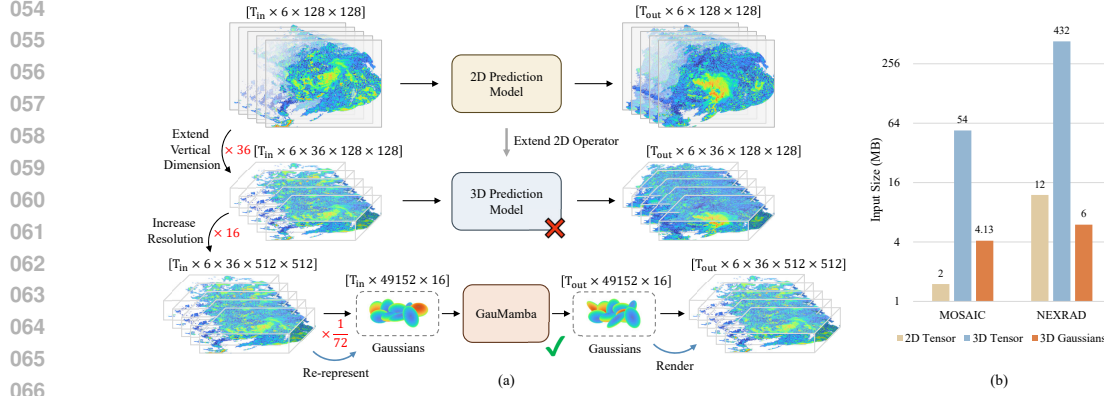 054
055
056
057
058
059
060
061
062
063
064
065
066
[T_in × 6 × 128 × 128]
[T_out × 6 × 128 × 128]
2D Prediction
Model
Extend
Vertical
Dimension
× 36
Extend 2D Operator
[T_in × 6 × 36 × 128 × 128]
[T_out × 6 × 36 × 128 × 128]
3D Prediction
Model
Increase
Resolution
× 16
[T_in × 6 × 36 × 512 × 512]
[T_in × 49152 × 16]
[T_out × 49152 × 16]
[T_out × 6 × 36 × 512 × 512]
GauMamba
× 1/72
Gaussians
Gaussians
Re-represent
Render
(a)
Input Size (MB)
256
64
16
4
1
2
54
4.13
12
432
6
MOSAIC
NEXRAD
2D Tensor
3D Tensor
3D Gaussians
(b)